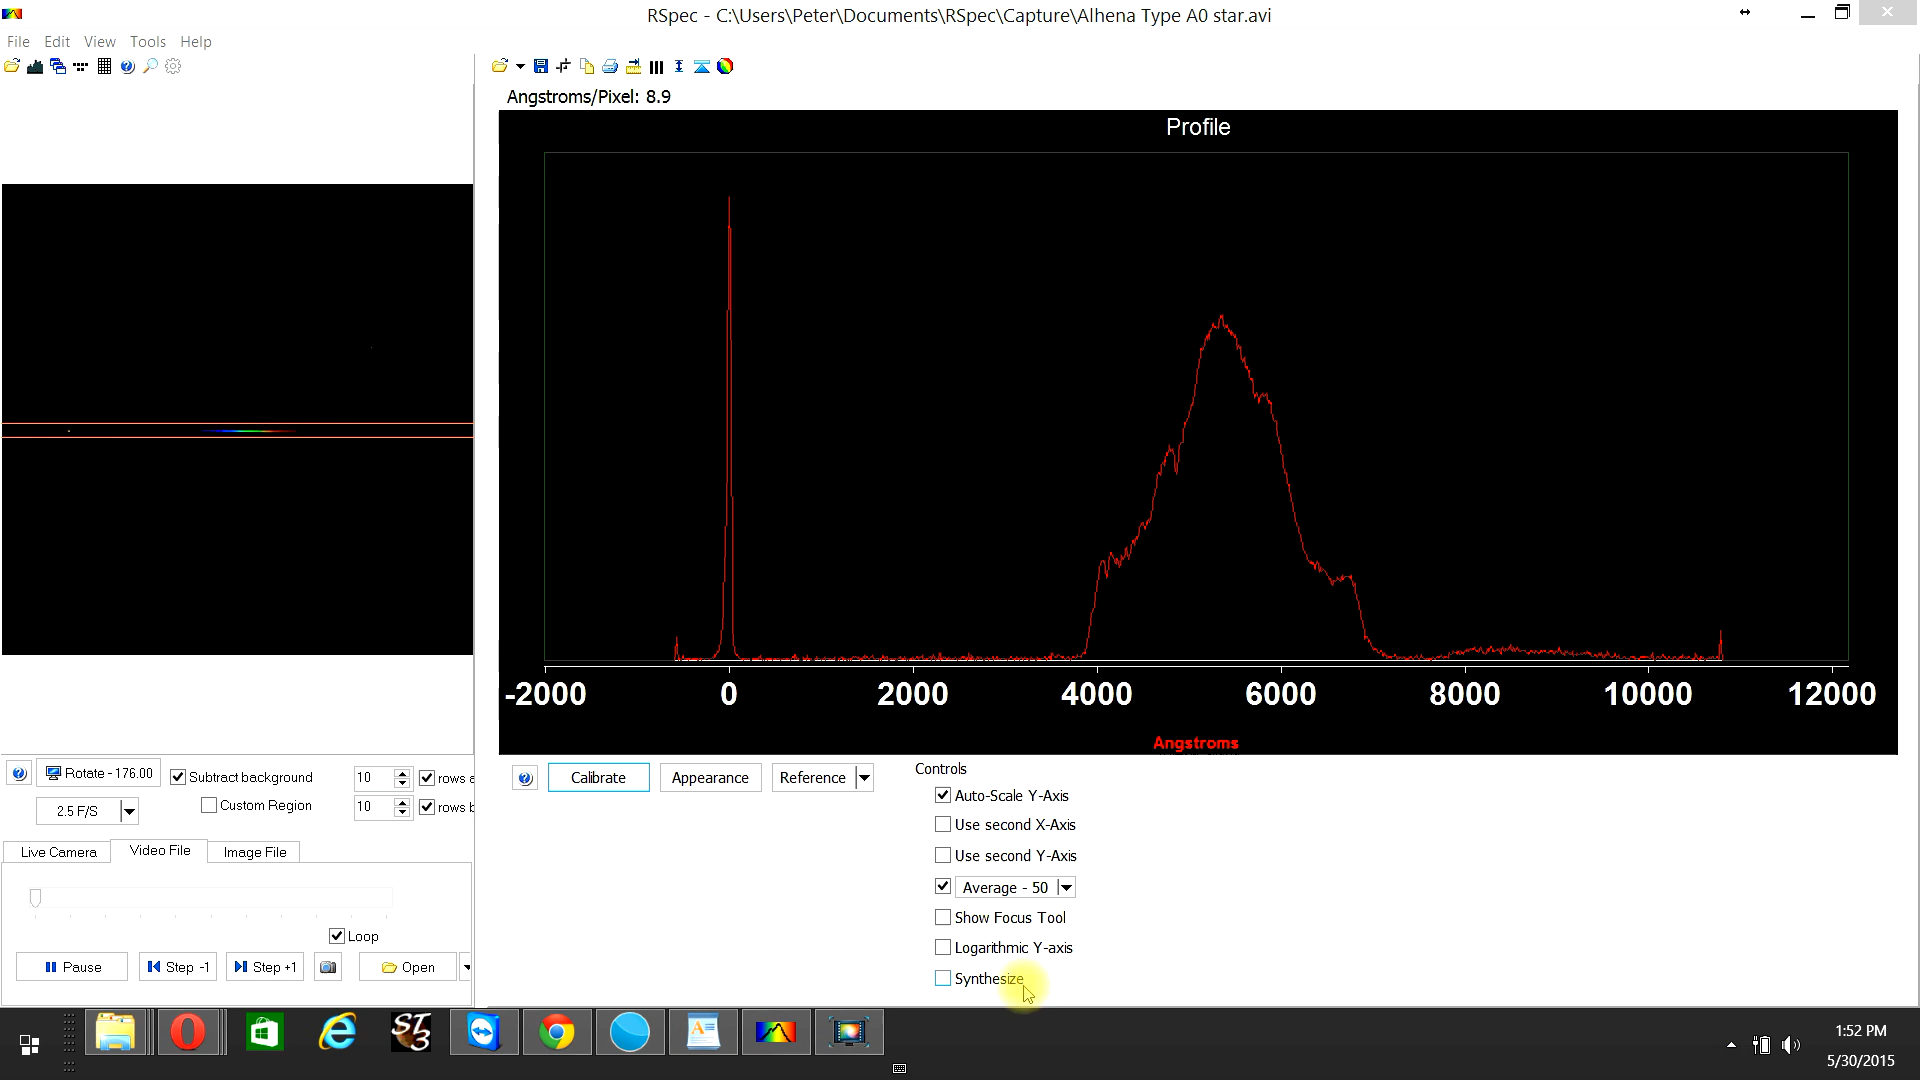 RSpec - C:\Users\Peter\Documents\RSpec\Capture\Alhena Type A0 star.avi
File Edit View Tools Help
Angstroms/Pixel: 8.9
Profile
-2000 0 2000 4000 6000 8000 10000 12000
Angstroms
Rotate - 176.00
Subtract background
10
rows a
2.5 F/S
Custom Region
10
rows b
Live Camera
Video File
Image File
Loop
Pause
Step -1
Step +1
Open
Calibrate
Appearance
Reference
Controls
Auto-Scale Y-Axis
Use second X-Axis
Use second Y-Axis
Average - 50
Show Focus Tool
Logarithmic Y-axis
Synthesize
ST3
1:52 PM
5/30/2015